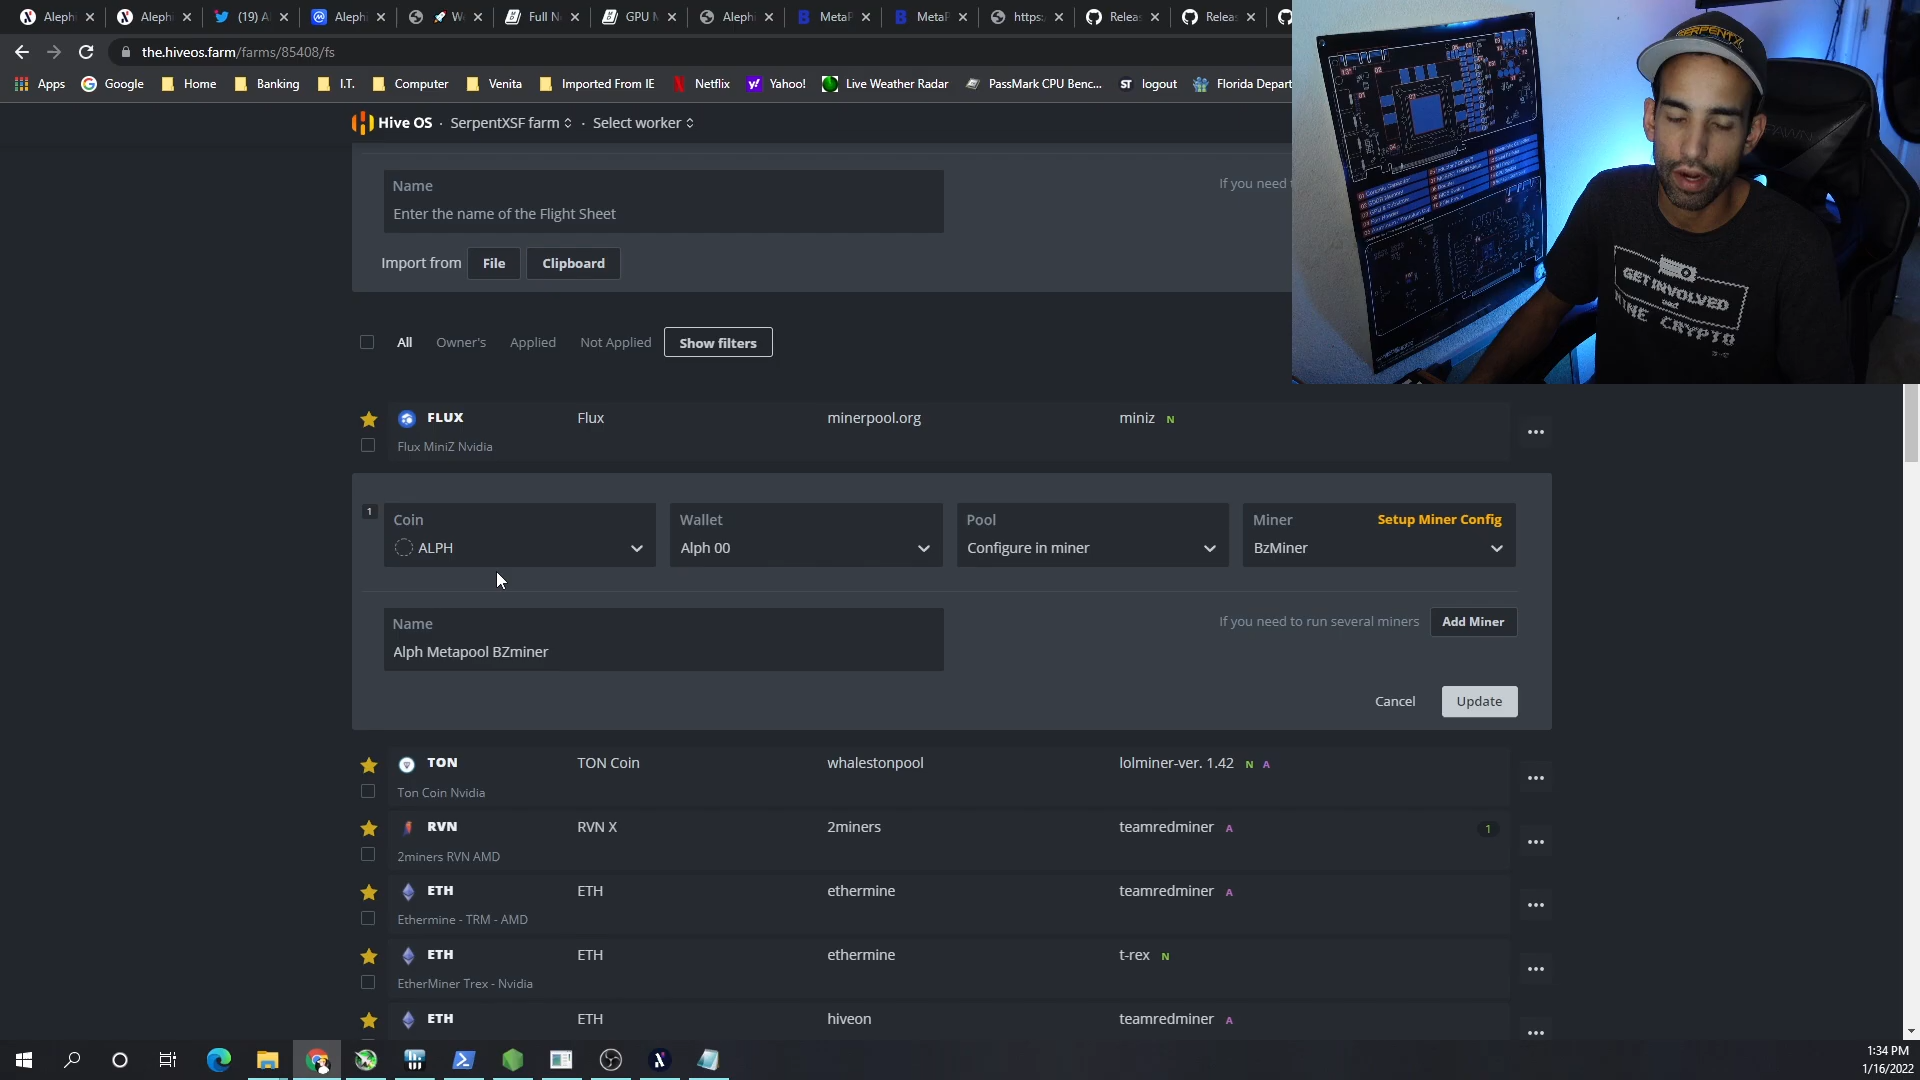 Aleph
Aleph
(19) A
Aleph
W
Full N
GPU M
Aleph
MetaP
MetaP
https:
Relea
Relea
the.hiveos.farm/farms/85408/fs
Apps
Google
Home
Banking
I.T.
Computer
Venita
Imported From IE
Netflix
Yahoo!
Live Weather Radar
PassMark CPU Benc...
ST logout
Florida Depart
Hive OS · SerpentXSF farm · Select worker
Name
Enter the name of the Flight Sheet
If you need t
Import from File Clipboard
All Owner's Applied Not Applied Show filters
FLUX Flux minerpool.org miniz N
Flux MiniZ Nvidia
1
Coin
ALPH
Wallet
Alph 00
Pool
Configure in miner
Miner Setup Miner Config
BzMiner
Name
Alph Metapool BZminer
If you need to run several miners Add Miner
Cancel Update
TON TON Coin whalestonpool lolminer-ver. 1.42 N A
Ton Coin Nvidia
RVN RVN X 2miners teamredminer A 1
2miners RVN AMD
ETH ETH ethermine teamredminer A
Ethermine - TRM - AMD
ETH ETH ethermine t-rex N
EtherMiner Trex - Nvidia
ETH ETH hiveon teamredminer A
1:34 PM
1/16/2022
SERPENTX
GET INVOLVED
and
MINE CRYPTO